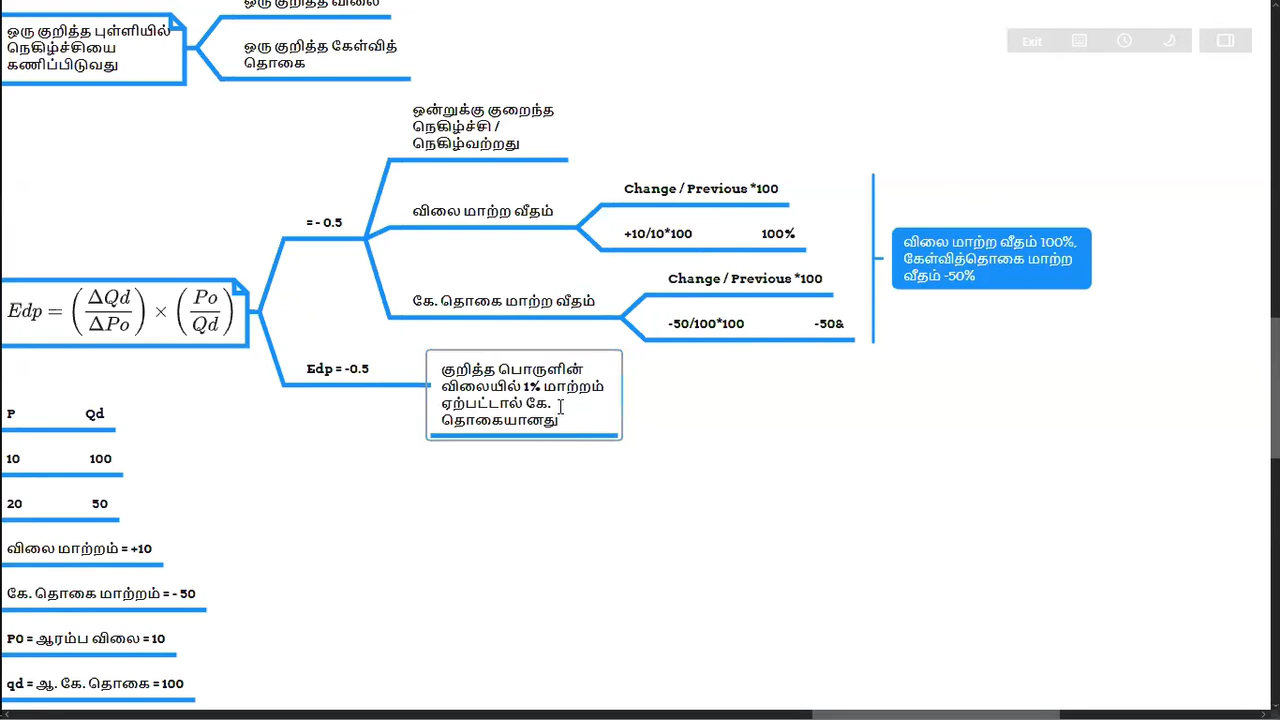 ஒரு குறித்த விலை
ஒரு குறித்த புள்ளியில்
நெகிழ்ச்சியை
கணிப்பிடுவது
ஒரு குறித்த கேள்வித்
தொகை
Exit
ஒன்றுக்கு குறைந்த
நெகிழ்ச்சி /
நெகிழ்வற்றது
= - 0.5
விலை மாற்ற வீதம்
Change / Previous *100
+10/10*100 100%
கே. தொகை மாற்ற வீதம்
Change / Previous *100
-50/100*100 -50&
விலை மாற்ற வீதம் 100%,
கேள்வித்தொகை மாற்ற
வீதம் -50%
Edp = (ΔQd/ΔPo) × (Po/Qd)
Edp = -0.5
குறித்த பொருளின்
விலையில் 1% மாற்றம்
ஏற்பட்டால் கே.
தொகையானது
P Qd
10 100
20 50
விலை மாற்றம் = +10
கே. தொகை மாற்றம் = - 50
P0 = ஆரம்ப விலை = 10
qd = ஆ. கே. தொகை = 100